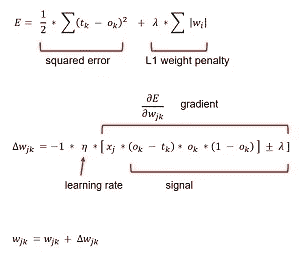 E = 1/2 * ∑(t_k − o_k)² + λ * ∑ |w_i|
squared error L1 weight penalty
∂E/∂w_jk gradient
Δw_jk = −1 * η * [ x_j * (o_k − t_k) * o_k * (1 − o_k) ] ± λ ]
learning rate signal
w_jk = w_jk + Δw_jk